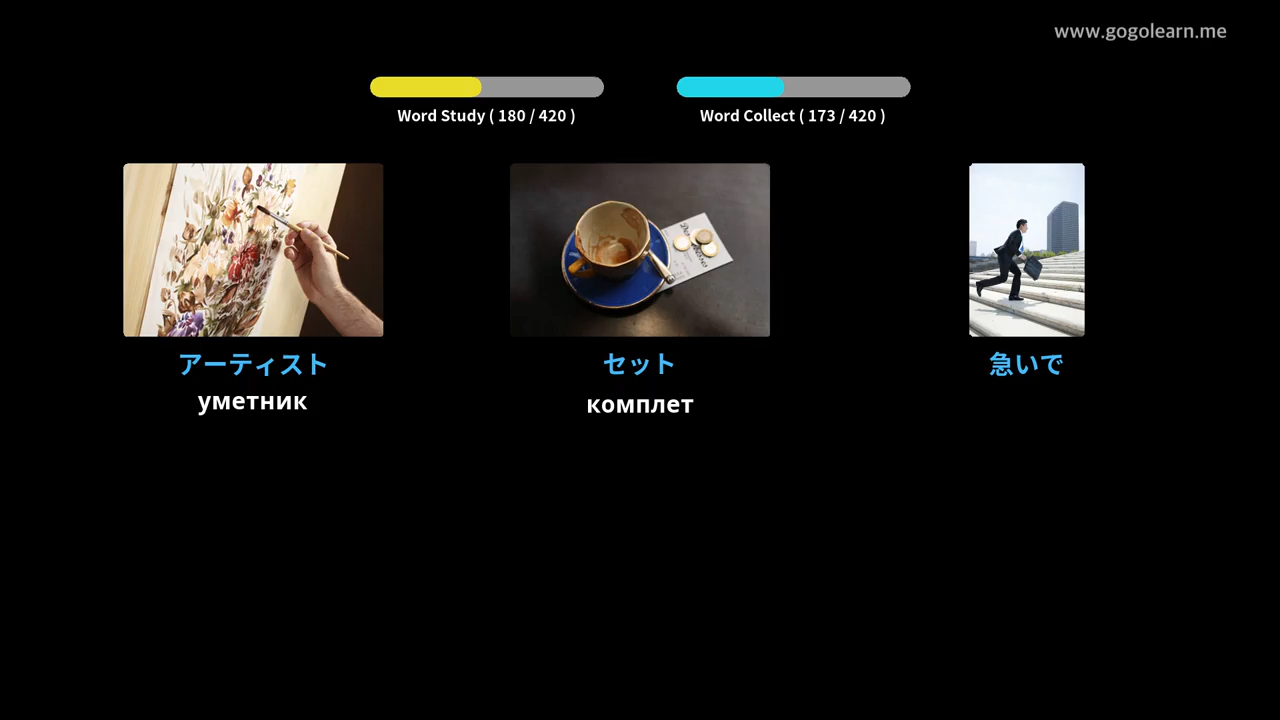 www.gogolearn.me
Word Study ( 180 / 420 )
Word Collect ( 173 / 420 )
アーティスト
セット
急いで
уметник
комплет